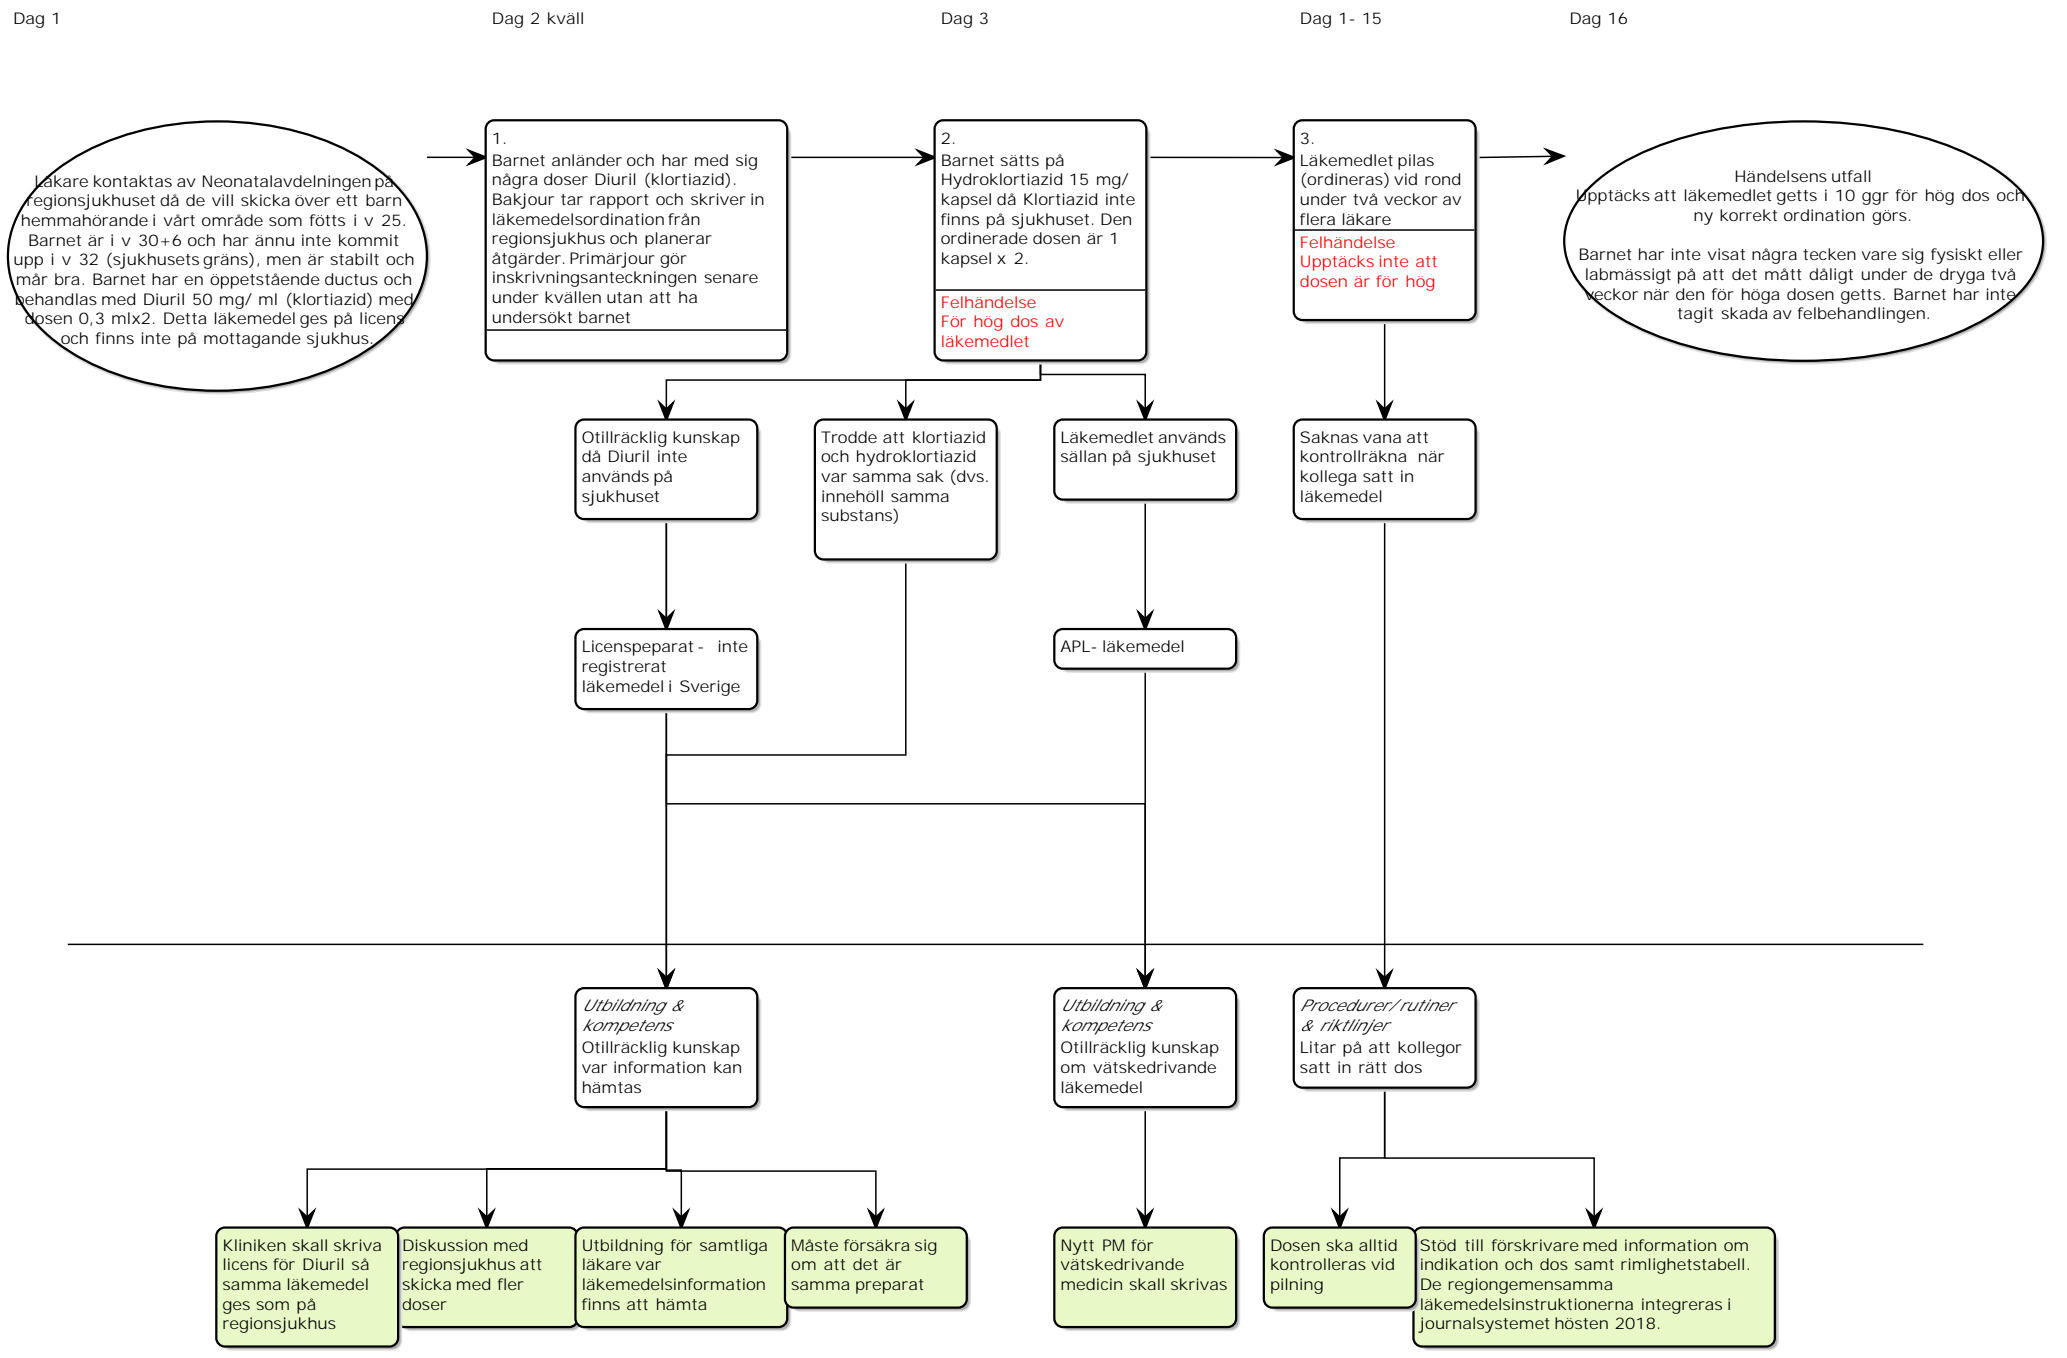 Dag 1
Dag 2 kväll
Dag 3
Dag 1- 15
Dag 16
Läkare kontaktas av Neonatalavdelningen på
regionsjukhuset då de vill skicka över ett barn
hemmahörande i vårt område som fötts i v 25.
Barnet är i v 30+6 och har ännu inte kommit
upp i v 32 (sjukhusets gräns), men är stabilt och
mår bra. Barnet har en öppetstående ductus och
behandlas med Diuril 50 mg/ ml (klortiazid) med
dosen 0,3 mlx2. Detta läkemedel ges på licens
och finns inte på mottagande sjukhus.
1.
Barnet anländer och har med sig
några doser Diuril (klortiazid).
Bakjour tar rapport och skriver in
läkemedelsordination från
regionsjukhus och planerar
åtgärder. Primärjour gör
inskrivningsanteckningen senare
under kvällen utan att ha
undersökt barnet
2.
Barnet sätts på
Hydroklortiazid 15 mg/
kapsel då Klortiazid inte
finns på sjukhuset. Den
ordinerade dosen är 1
kapsel x 2.
Felhändelse
För hög dos av
läkemedlet
3.
Läkemedlet pilas
(ordineras) vid rond
under två veckor av
flera läkare
Felhändelse
Upptäcks inte att
dosen är för hög
Händelsens utfall
Upptäcks att läkemedlet getts i 10 ggr för hög dos och
ny korrekt ordination görs.
Barnet har inte visat några tecken vare sig fysiskt eller
labmässigt på att det mått dåligt under de dryga två
veckor när den för höga dosen getts. Barnet har inte
tagit skada av felbehandlingen.
Otillräcklig kunskap
då Diuril inte
används på
sjukhuset
Trodde att klortiazid
och hydroklortiazid
var samma sak (dvs.
innehöll samma
substans)
Läkemedlet används
sällan på sjukhuset
Saknas vana att
kontrollräkna när
kollega satt in
läkemedel
Licenspeparat - inte
registrerat
läkemedel i Sverige
APL- läkemedel
Utbildning &
kompetens
Otillräcklig kunskap
var information kan
hämtas
Utbildning &
kompetens
Otillräcklig kunskap
om vätskedrivande
läkemedel
Procedurer/rutiner
& riktlinjer
Litar på att kollegor
satt in rätt dos
Kliniken skall skriva
licens för Diuril så
samma läkemedel
ges som på
regionsjukhus
Diskussion med
regionsjukhus att
skicka med fler
doser
Utbildning för samtliga
läkare var
läkemedelsinformation
finns att hämta
Måste försäkra sig
om att det är
samma preparat
Nytt PM för
vätskedrivande
medicin skall skrivas
Dosen ska alltid
kontrolleras vid
pilning
Stöd till förskrivare med information om
indikation och dos samt rimlighetstabell.
De regiongemensamma
läkemedelsinstruktionerna integreras i
journalsystemet hösten 2018.